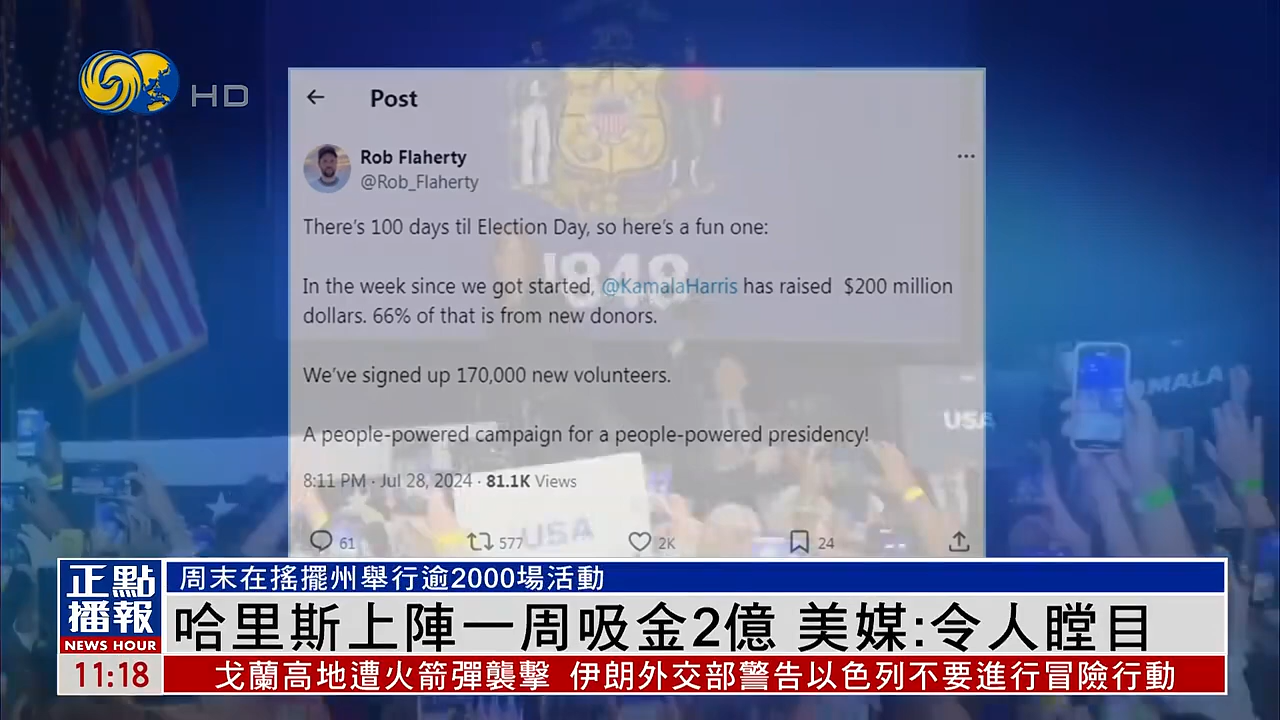 HD
Post
Rob Flaherty
@Rob_Flaherty
There's 100 days til Election Day, so here's a fun one:
In the week since we got started, @KamalaHarris has raised $200 million
dollars. 66% of that is from new donors.
We've signed up 170,000 new volunteers.
A people-powered campaign for a people-powered presidency!
8:11 PM · Jul 28, 2024 · 81.1K Views
61 577 2K 24
1848
USA
USA
正點
播報
NEWS HOUR
11:18
周末在搖擺州舉行逾2000場活動
哈里斯上陣一周吸金2億 美媒:令人瞠目
戈蘭高地遭火箭彈襲擊 伊朗外交部警告以色列不要進行冒險行動